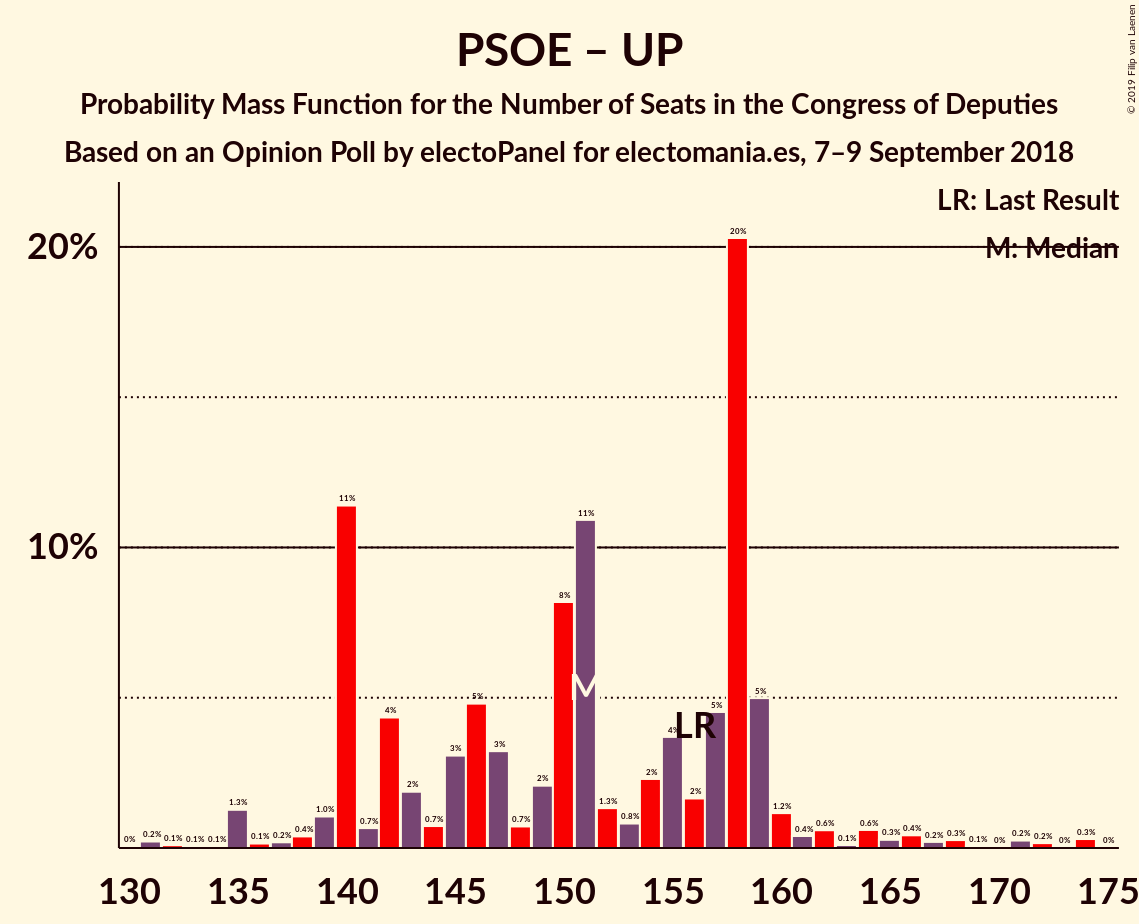 PSOE – UP
Probability Mass Function for the Number of Seats in the Congress of Deputies
Based on an Opinion Poll by electoPanel for electomania.es, 7–9 September 2018
© 2019 Filip van Laenen
LR: Last Result
M: Median
20%
10%
0% 0.2% 0.1% 0.1% 0.1% 1.3% 0.1% 0.2% 0.4% 1.0% 11% 0.7% 4% 2% 0.7% 3% 5% 3% 0.7% 2% 8% 11% 1.3% 0.8% 2% 4% 2% 5% 20% 5% 1.2% 0.4% 0.6% 0.1% 0.6% 0.3% 0.4% 0.2% 0.3% 0.1% 0% 0.2% 0.2% 0% 0.3% 0%
M
LR
130 135 140 145 150 155 160 165 170 175